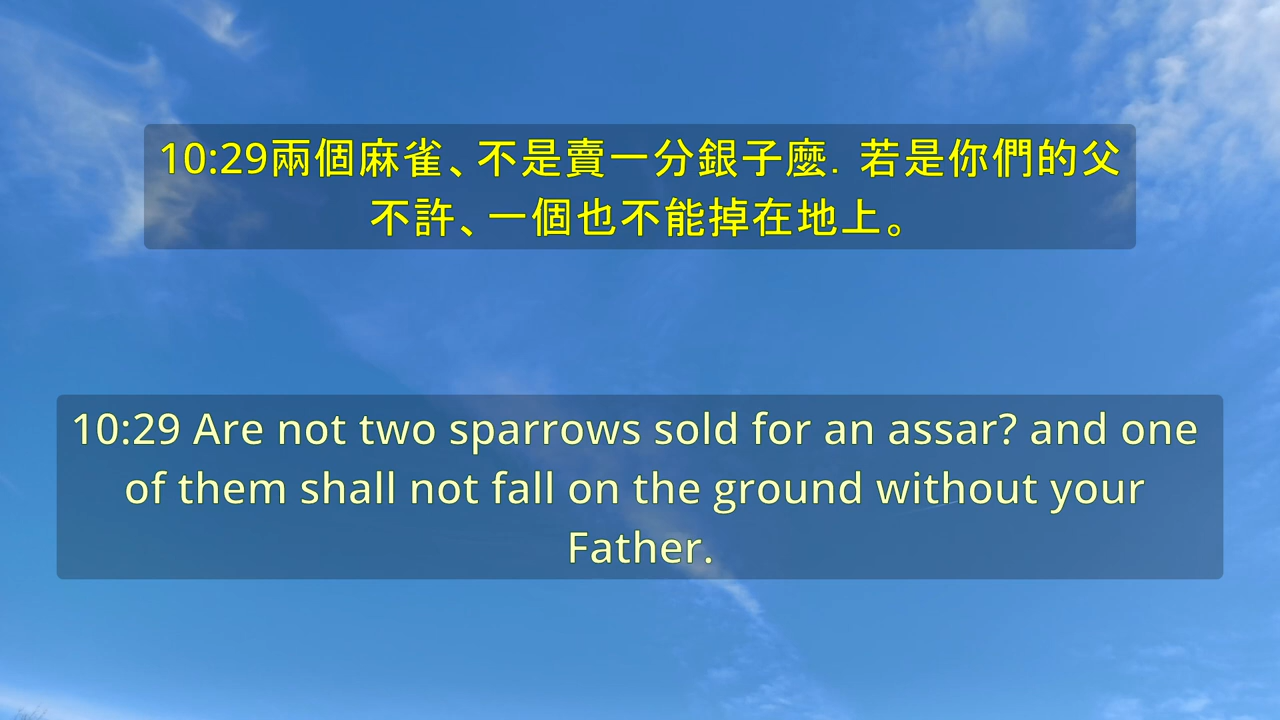 10:29兩個麻雀、不是賣一分銀子麼．若是你們的父
不許、一個也不能掉在地上。
10:29 Are not two sparrows sold for an assar? and one
of them shall not fall on the ground without your
Father.